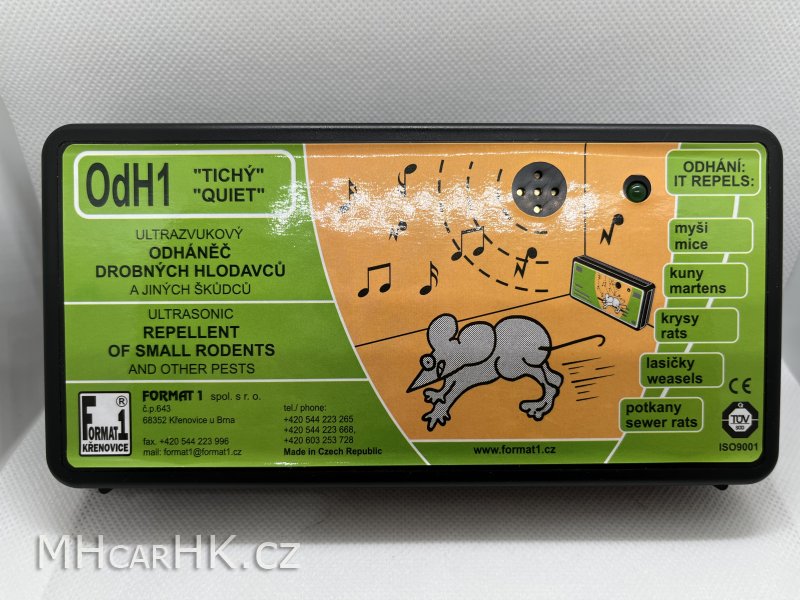 OdH1 "TICHÝ"
"QUIET"
ULTRAZVUKOVÝ
ODHÁNĚČ
DROBNÝCH HLODAVCŮ
A JINÝCH ŠKŮDCŮ
ULTRASONIC
REPELLENT
OF SMALL RODENTS
AND OTHER PESTS
FORMAT 1
®
KŘENOVICE
FORMAT 1 spol. s r. o.
č.p.643
68352 Křenovice u Brna
fax. +420 544 223 996
mail: format1@format1.cz
tel./ phone:
+420 544 223 265
+420 544 223 668,
+420 603 253 728
Made in Czech Republic
www.format1.cz
ODHÁNÍ:
IT REPELS:
myši
mice
kuny
martens
krysy
rats
lasičky
weasels
potkany
sewer rats
CE
TÜV
ISO9001
MHCARHK.cz